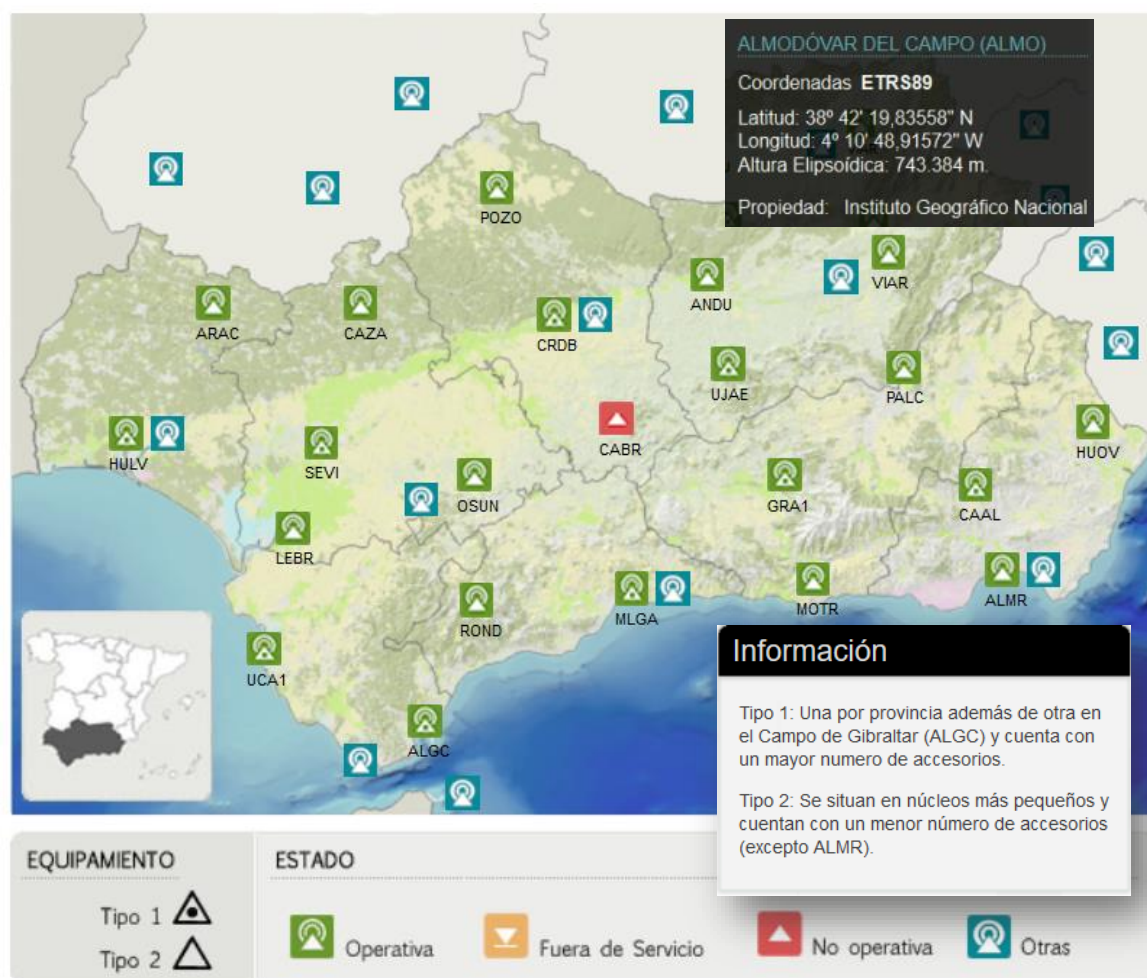 ALMODÓVAR DEL CAMPO (ALMO)
Coordenadas ETRS89
Latitud: 38º 42' 19,83558" N
Longitud: 4º 10' 48,91572" W
Altura Elipsoídica: 743.384 m.
Propiedad: Instituto Geográfico Nacional
POZO
VIAR
ANDU
ARAC
CAZA
CRDB
UJAE
PALC
CABR
HUOV
HULV
SEVI
OSUN
GRA1
CAAL
LEBR
ROND
MLGA
MOTR
ALMR
UCA1
ALGC
Información
Tipo 1: Una por provincia además de otra en
el Campo de Gibraltar (ALGC) y cuenta con
un mayor numero de accesorios.
Tipo 2: Se situan en núcleos más pequeños y
cuentan con un menor número de accesorios
(excepto ALMR).
EQUIPAMIENTO
Tipo 1
Tipo 2
ESTADO
Operativa
Fuera de Servicio
No operativa
Otras